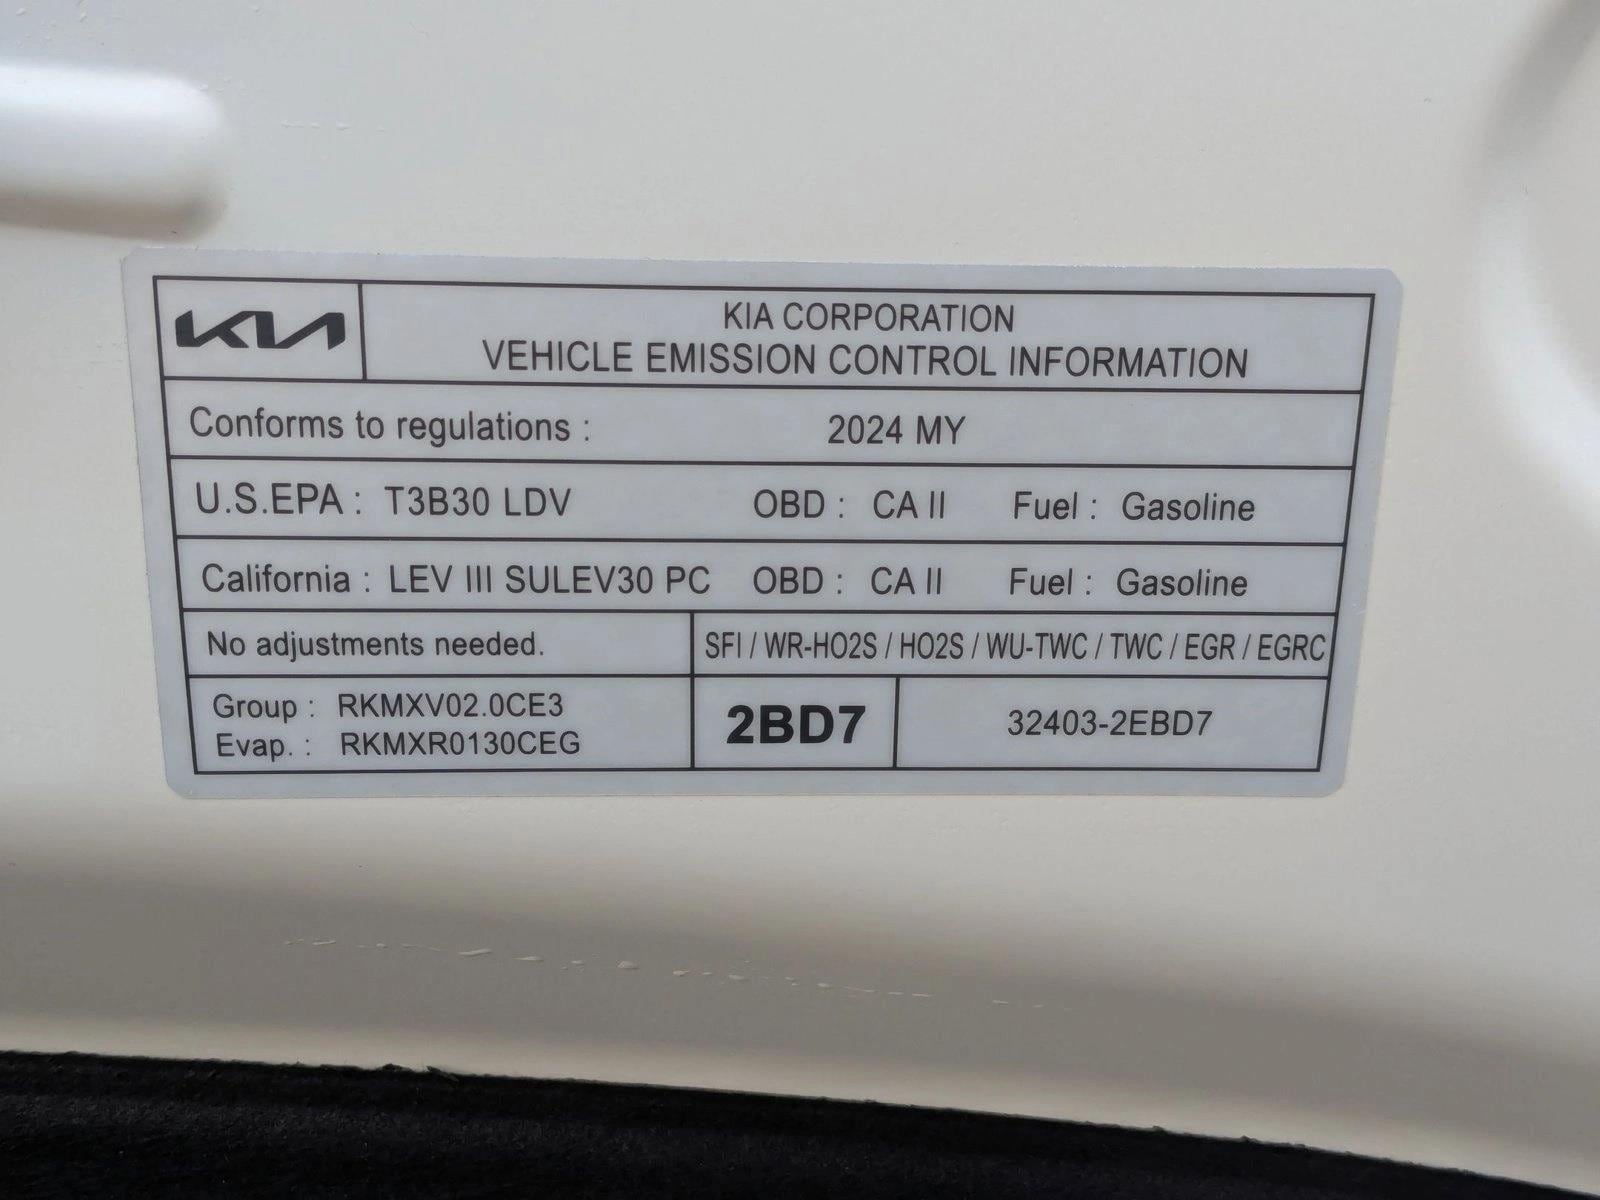 KIA
KIA CORPORATION
VEHICLE EMISSION CONTROL INFORMATION
Conforms to regulations : 2024 MY
U.S.EPA : T3B30 LDV OBD : CA II Fuel : Gasoline
California : LEV III SULEV30 PC OBD : CA II Fuel : Gasoline
No adjustments needed. SFI / WR-HO2S / HO2S / WU-TWC / TWC / EGR / EGRC
Group : RKMXV02.0CE3
Evap. : RKMXR0130CEG
2BD7
32403-2EBD7